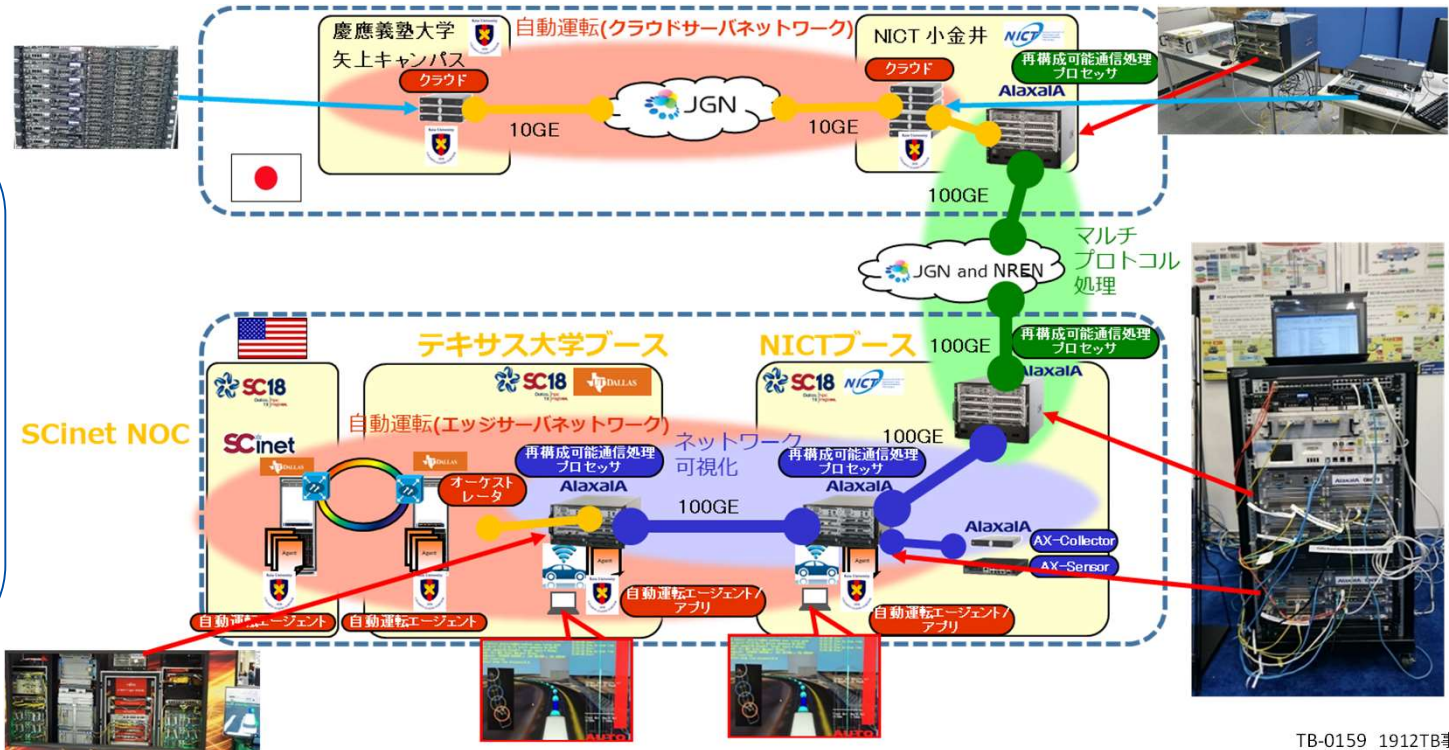 慶應義塾大学
矢上キャンパス
自動運転(クラウドサーバネットワーク)
NICT 小金井
NICT
クラウド
クラウド
再構成可能通信処理
プロセッサ
AlaxalA
JGN
10GE
10GE
100GE
マルチ
プロトコル
処理
JGN and NREN
再構成可能通信処理
プロセッサ
100GE
AlaxalA
テキサス大学ブース
NICTブース
SC18
SC18
DALLAS
SC18
NICT
SCinet NOC
自動運転(エッジサーバネットワーク)
ネットワーク
可視化
100GE
SCinet
DALLAS
DALLAS
オーケスト
レータ
再構成可能通信処理
プロセッサ
AlaxalA
再構成可能通信処理
プロセッサ
AlaxalA
100GE
AlaxalA
AX-Collector
AX-Sensor
Agent
Agent
Agent
Agent
自動運転エージェント
自動運転エージェント
自動運転エージェント/
アプリ
自動運転エージェント/
アプリ
AUTO
AUTO
TB-0159 1912TB